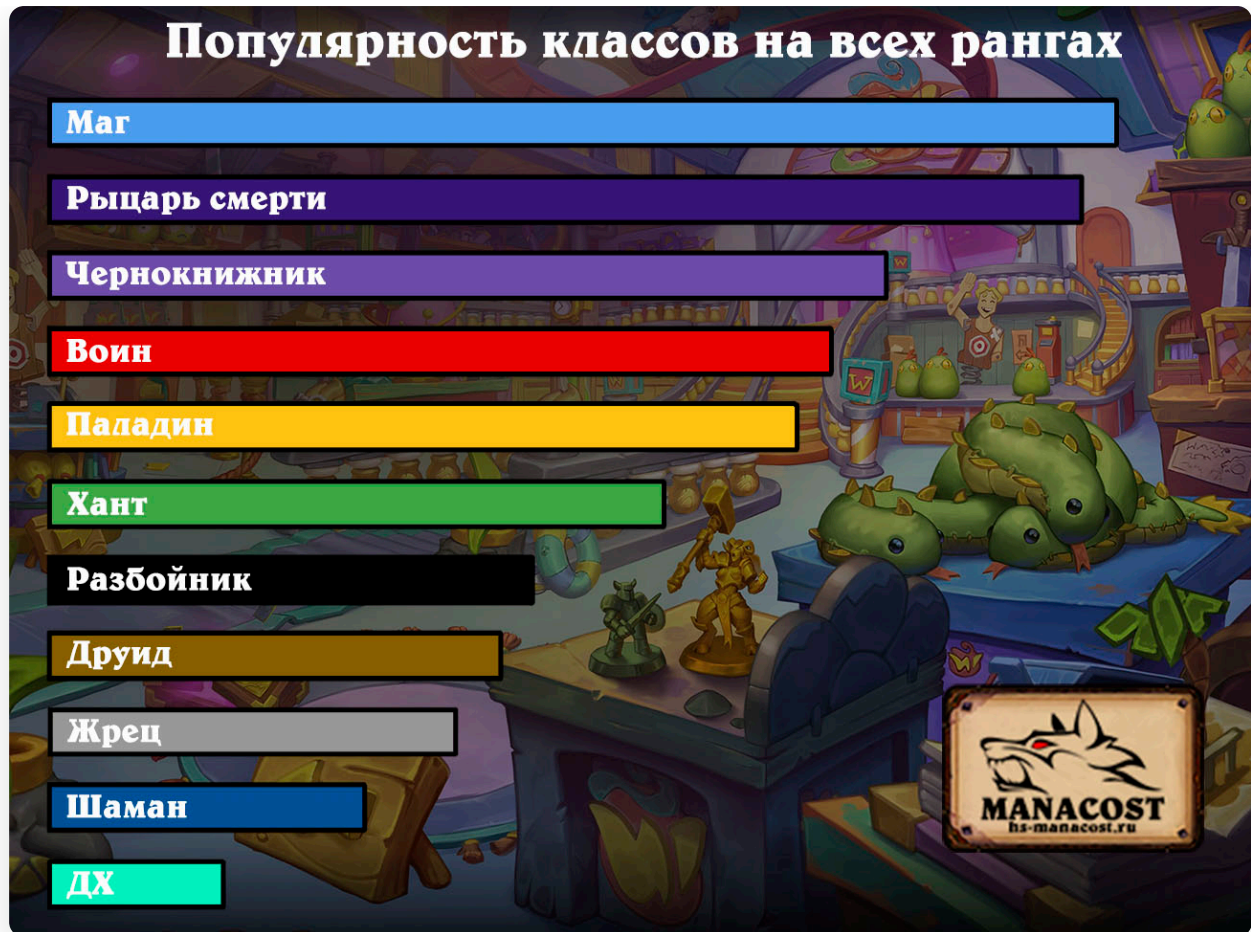 Популярность классов на всех рангах
Маг
Рыцарь смерти
Чернокнижник
Воин
Паладин
Хант
Разбойник
Друид
Жрец
Шаман
ДХ
MANACOST
hs-manacost.ru